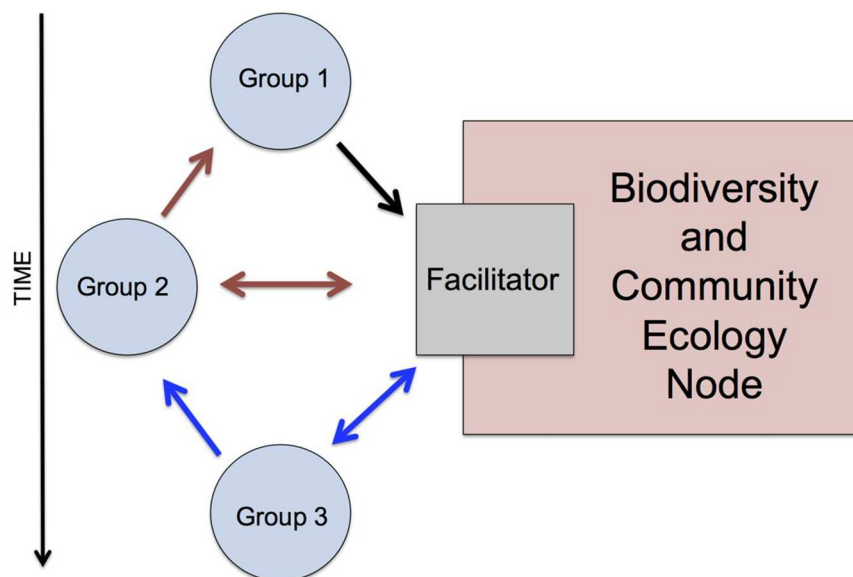 Group 1
TIME
Group 2
Facilitator
Biodiversity
and
Community
Ecology
Node
Group 3